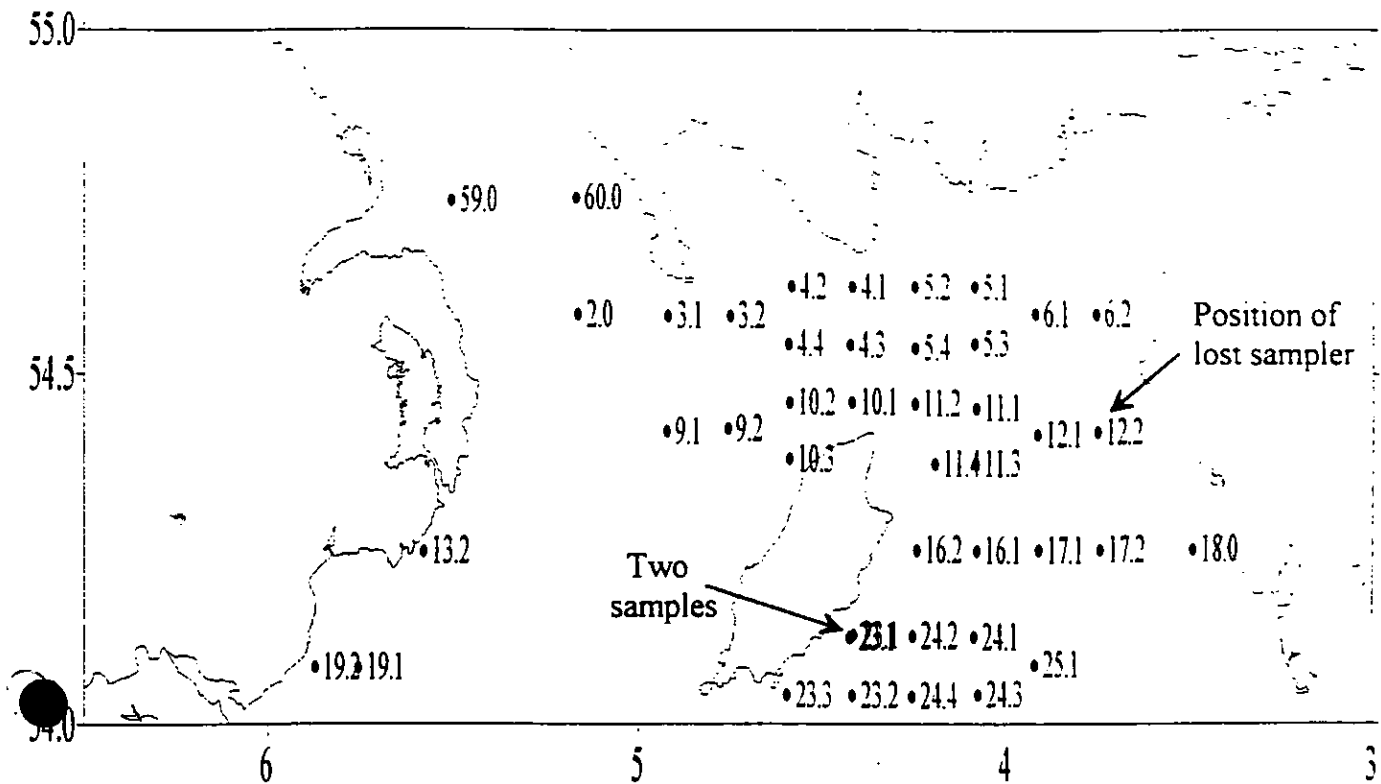 55.0
59.0 60.0
4.2 4.1 5.2 5.1
2.0 3.1 3.2 6.1 6.2
Position of
lost sampler
4.4 4.3 5.4 5.3
54.5
10.2 10.1 11.2 11.1
9.1 9.2 12.1 12.2
10.3 11.4 11.3
13.2 16.2 16.1 17.1 17.2 18.0
Two
samples
23.1 24.2 24.1
19.2 19.1 25.1
23.3 23.2 24.4 24.3
54.0
6 5 4 3